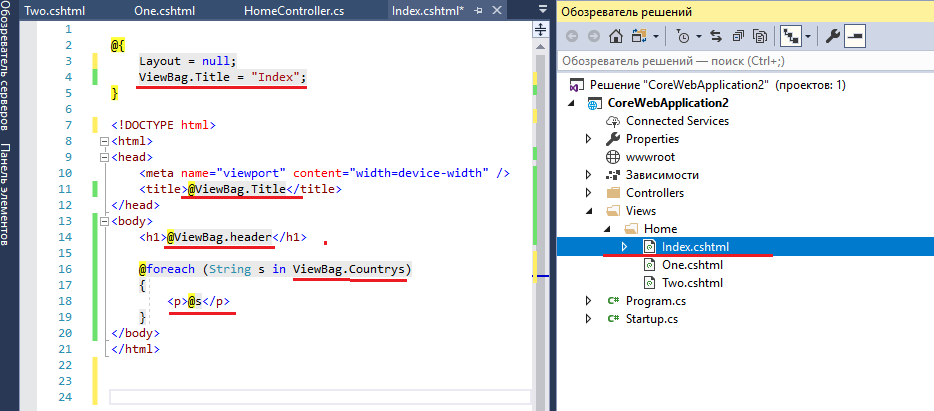 Обозреватель серверов
Панель элементов
Two.cshtml One.cshtml HomeController.cs Index.cshtml*
1
2 @{
3 Layout = null;
4 ViewBag.Title = "Index";
5 }
6
7 <!DOCTYPE html>
8 <html>
9 <head>
10 <meta name="viewport" content="width=device-width" />
11 <title>@ViewBag.Title</title>
12 </head>
13 <body>
14 <h1>@ViewBag.header</h1>
15
16 @foreach (String s in ViewBag.Countrys)
17 {
18 <p>@s</p>
19 }
20 </body>
21 </html>
22
23
24
Обозреватель решений
Обозреватель решений — поиск (Ctrl+;)
Решение "CoreWebApplication2" (проектов: 1)
CoreWebApplication2
Connected Services
Properties
wwwroot
Зависимости
Controllers
Views
Home
Index.cshtml
One.cshtml
Two.cshtml
C# Program.cs
C# Startup.cs